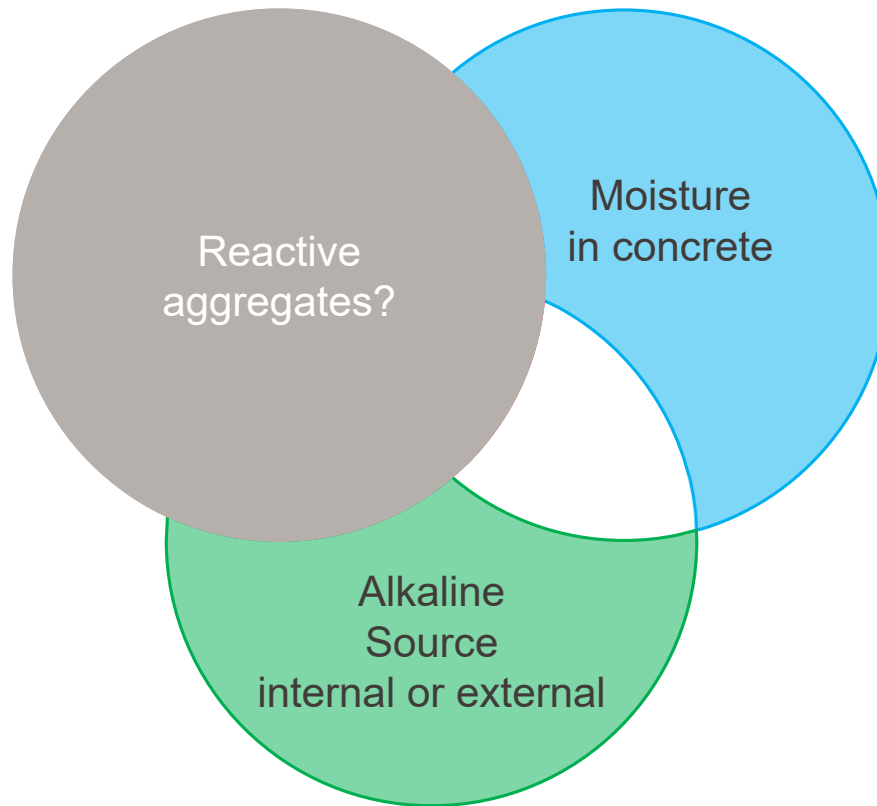 Reactive
aggregates?
Moisture
in concrete
Alkaline
Source
internal or external